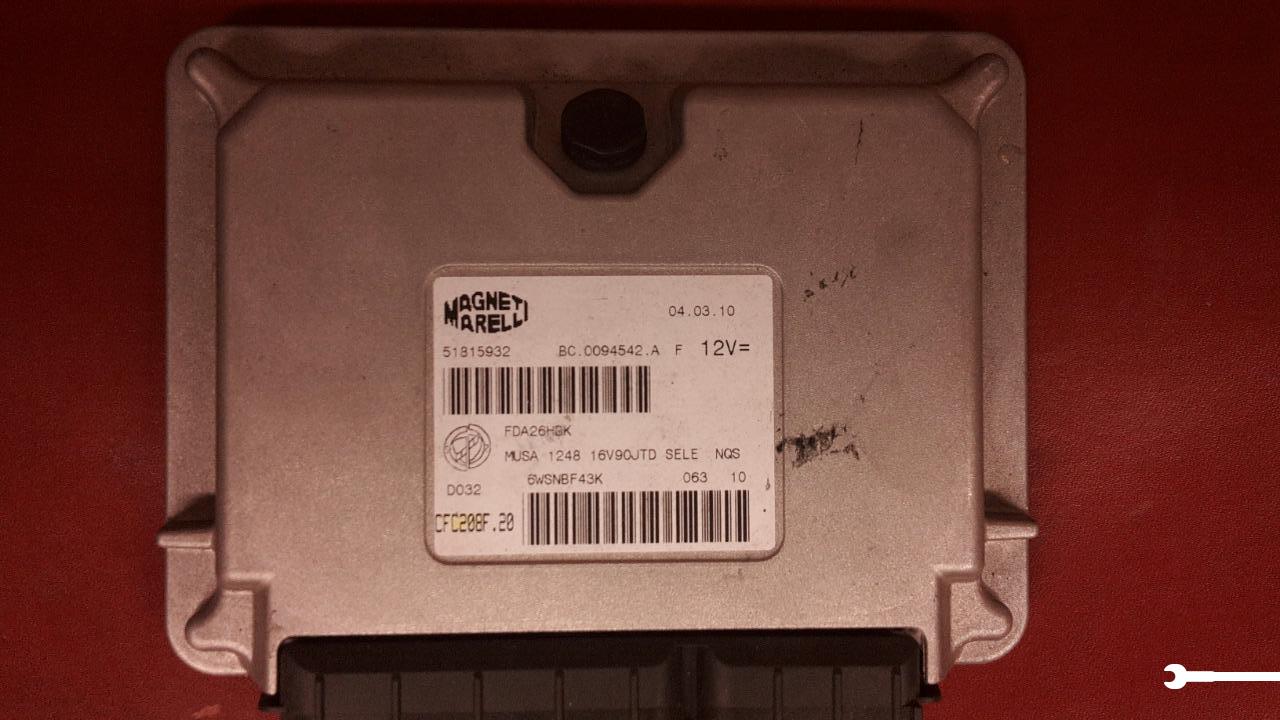 MAGNETI MARELLI
04.03.10
51815932 BC.0094542.A F 12V=
MUSA 1248 16V90JTD SELE NQS
6WSNBF43K 063 10
D032
CFC208F.20